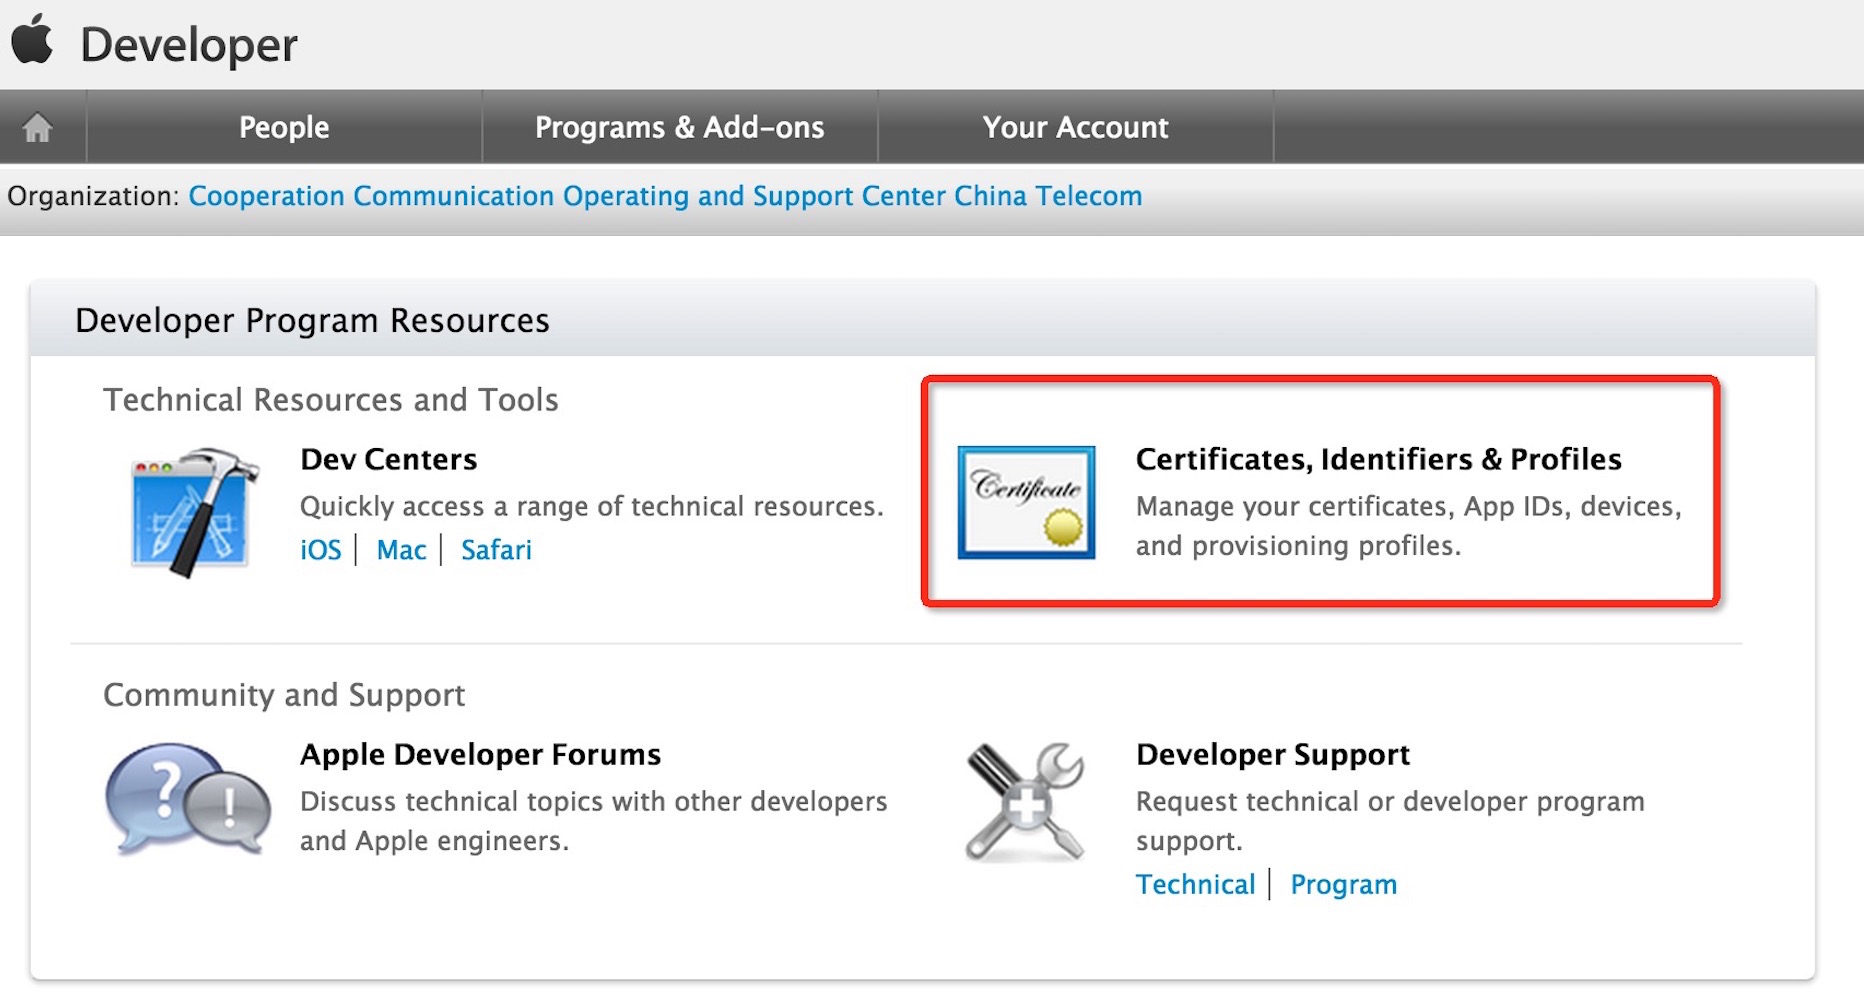 Developer
People Programs & Add-ons Your Account
Organization: Cooperation Communication Operating and Support Center China Telecom
Developer Program Resources
Technical Resources and Tools
Dev Centers
Quickly access a range of technical resources.
iOS | Mac | Safari
Certificate
Certificates, Identifiers & Profiles
Manage your certificates, App IDs, devices,
and provisioning profiles.
Community and Support
Apple Developer Forums
Discuss technical topics with other developers
and Apple engineers.
Developer Support
Request technical or developer program
support.
Technical | Program